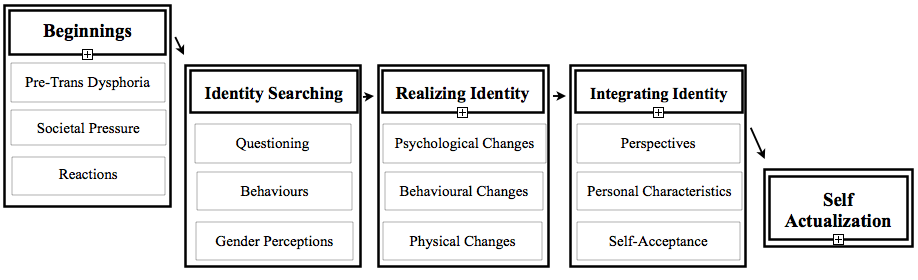 Beginnings
Pre-Trans Dysphoria
Societal Pressure
Reactions
Identity Searching
Questioning
Behaviours
Gender Perceptions
Realizing Identity
Psychological Changes
Behavioural Changes
Physical Changes
Integrating Identity
Perspectives
Personal Characteristics
Self-Acceptance
Self
Actualization